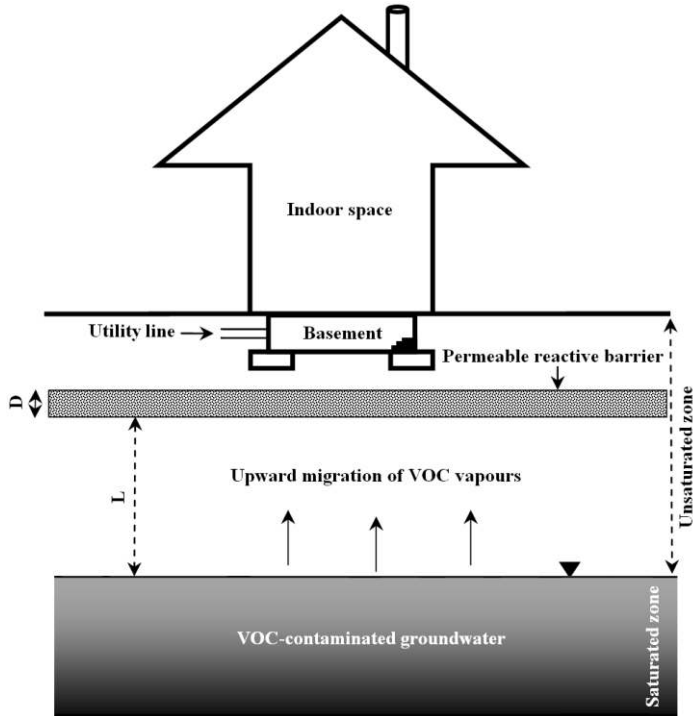 Indoor space
Utility line
Basement
Permeable reactive barrier
D
Unsaturated zone
Upward migration of VOC vapours
L
VOC-contaminated groundwater
Saturated zone